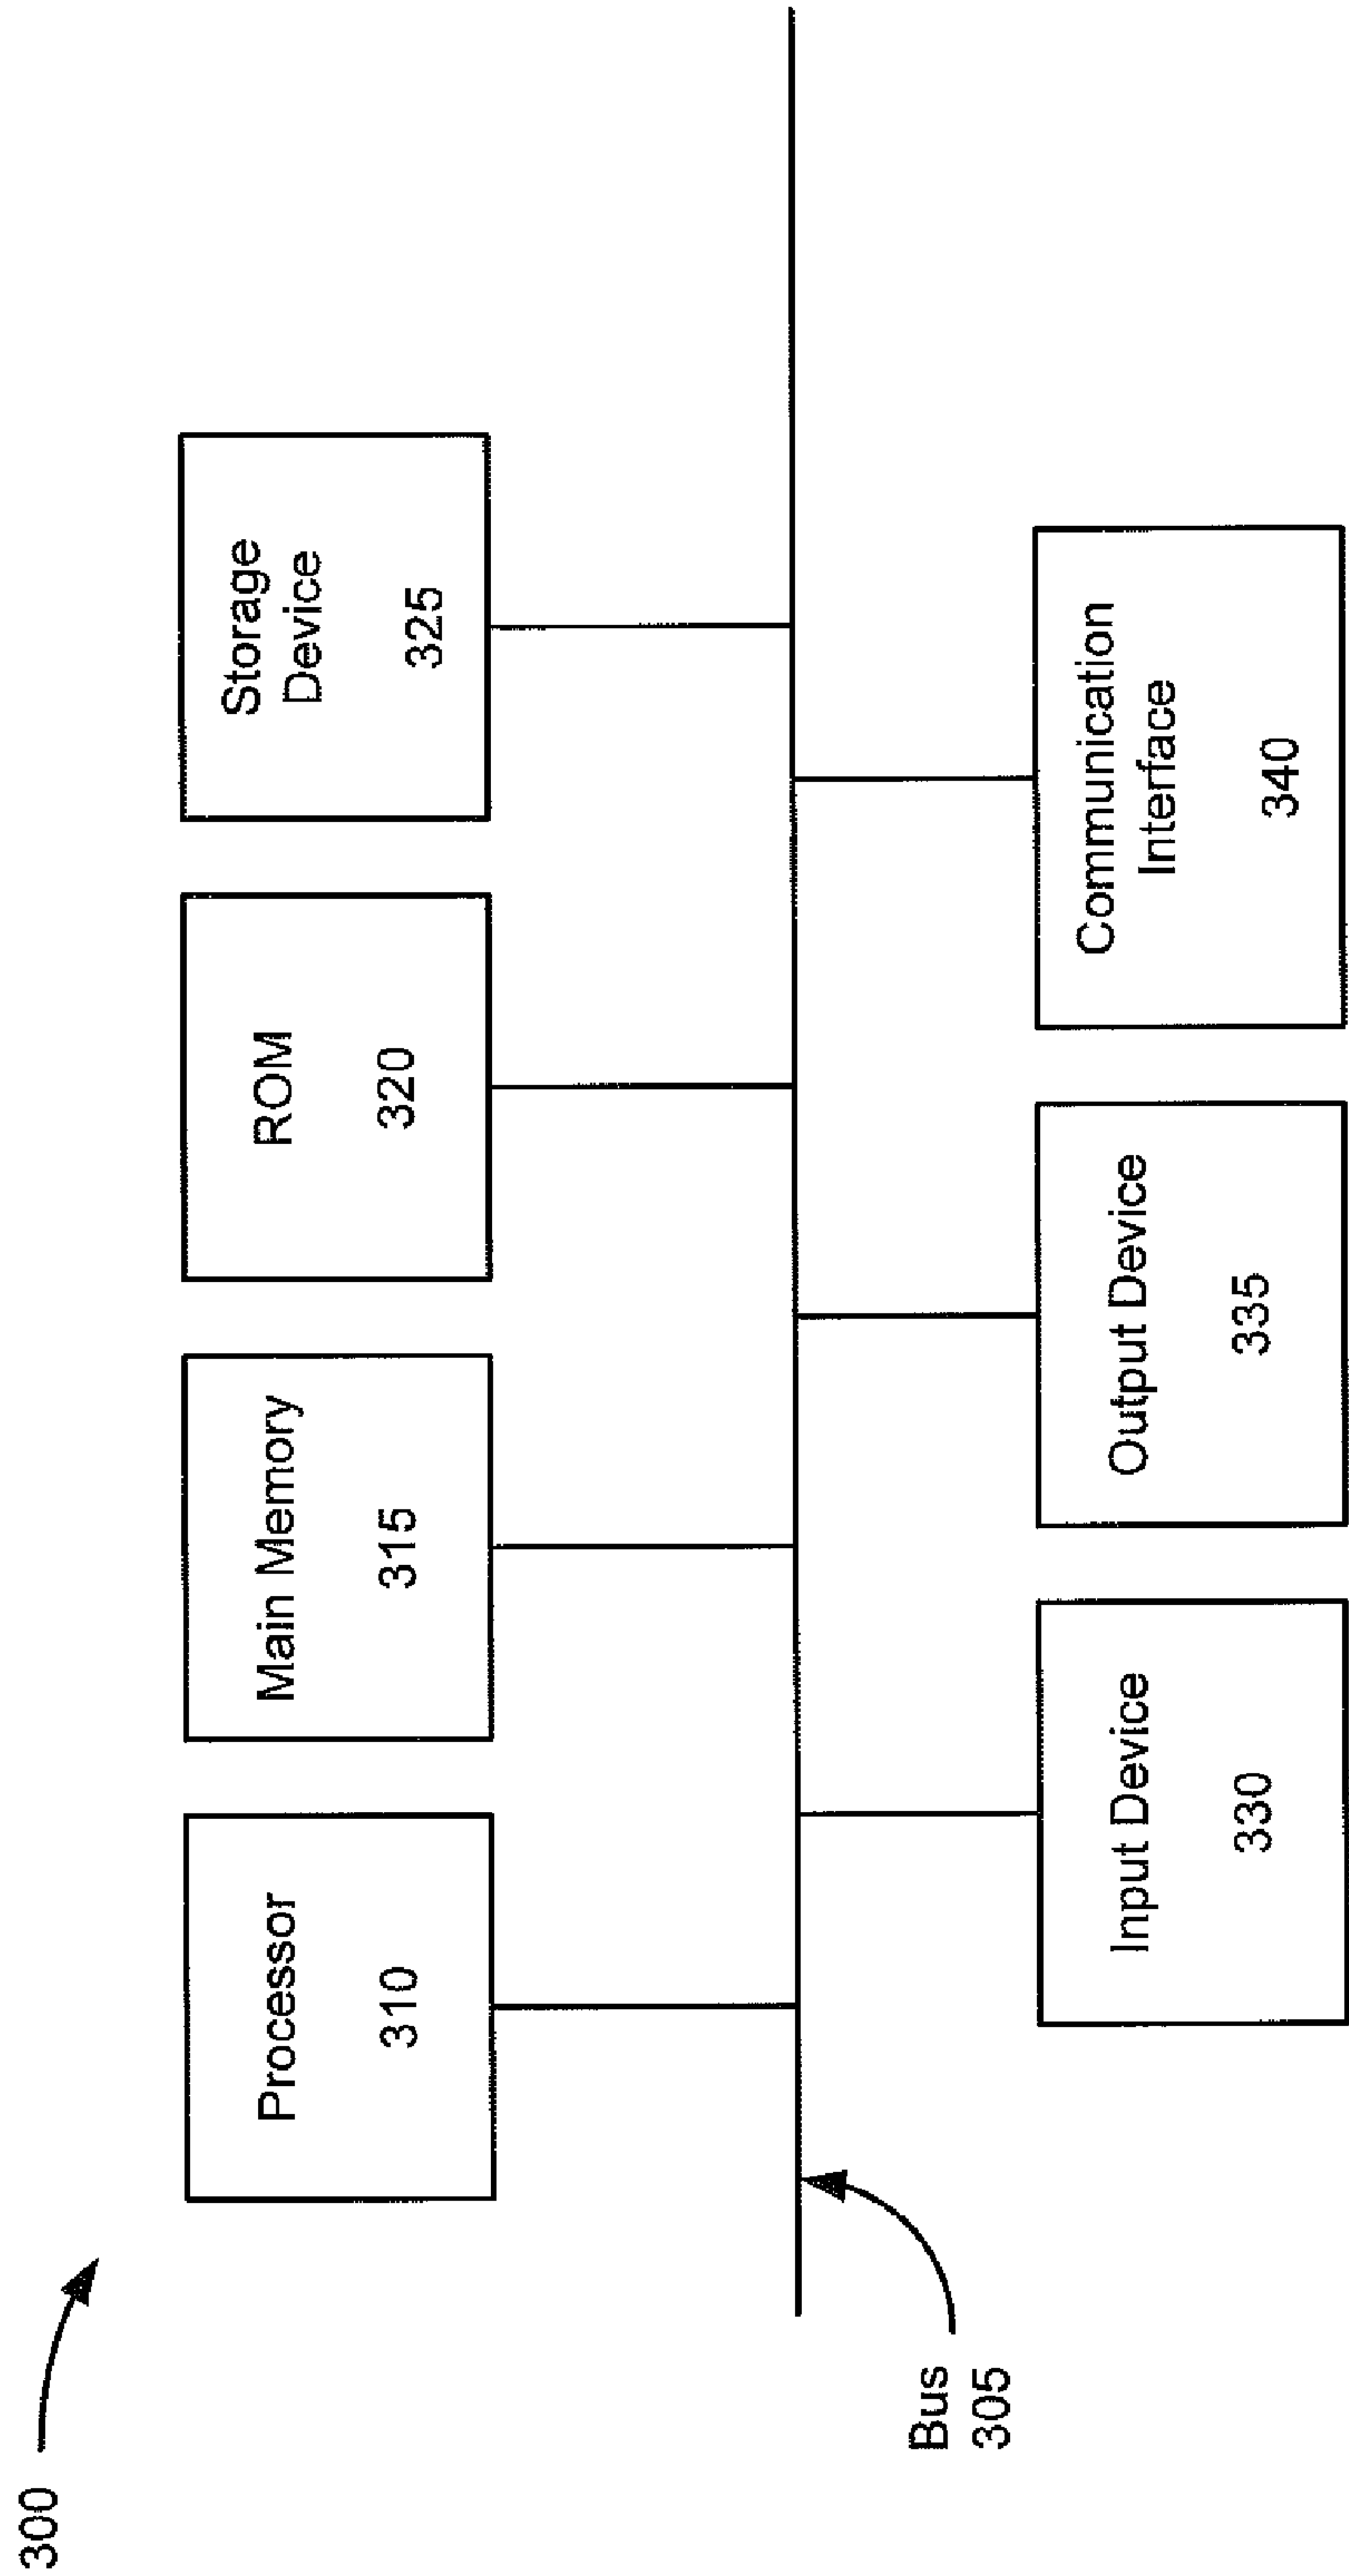 300
Processor
310
Main Memory
315
ROM
320
Storage
Device
325
Bus
305
Input Device
330
Output Device
335
Communication
Interface
340